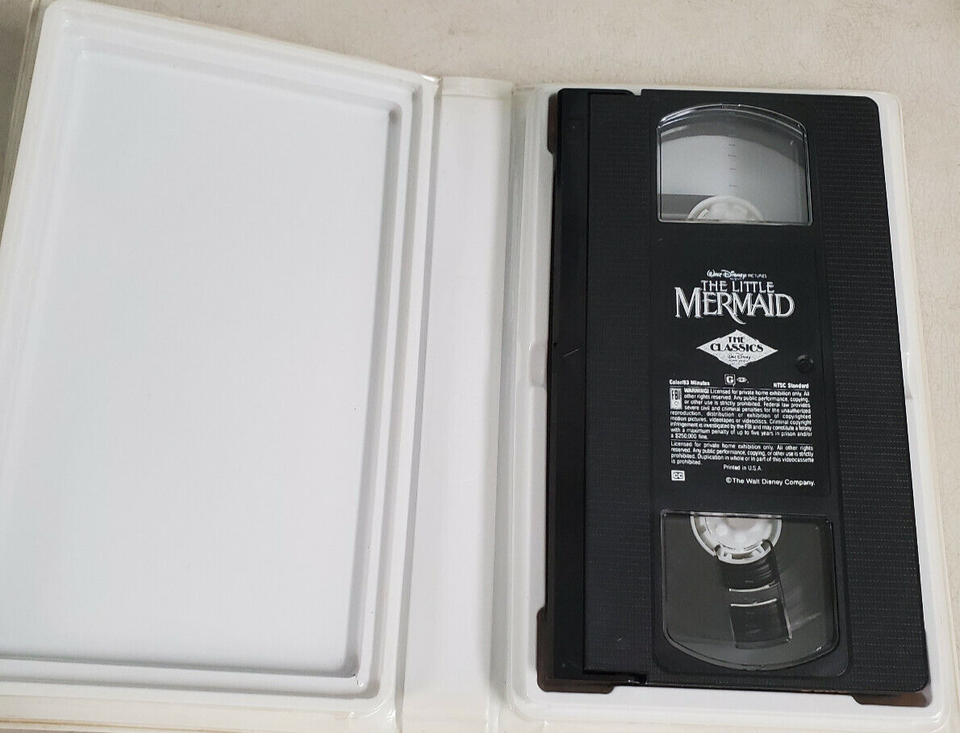 Walt Disney PICTURES
THE LITTLE
MERMAID
THE
CLASSICS
Walt Disney
Color/83 Minutes G NTSC Standard
WARNING: Licensed for private home exhibition only. All
other rights reserved. Any public performance, copying,
or other use is strictly prohibited. Federal law provides
severe civil and criminal penalties for the unauthorized
reproduction, distribution or exhibition of copyrighted
motion pictures, videotapes or videodiscs. Criminal copyright
infringement is investigated by the FBI and may constitute a felony
with a maximum penalty of up to five years in prison and/or
a $250,000 fine.
Licensed for private home exhibition only. All other rights
reserved. Any public performance, copying, or other use is strictly
prohibited. Duplication in whole or in part of this videocassette
is prohibited.
Printed in U.S.A.
CC
©The Walt Disney Company.